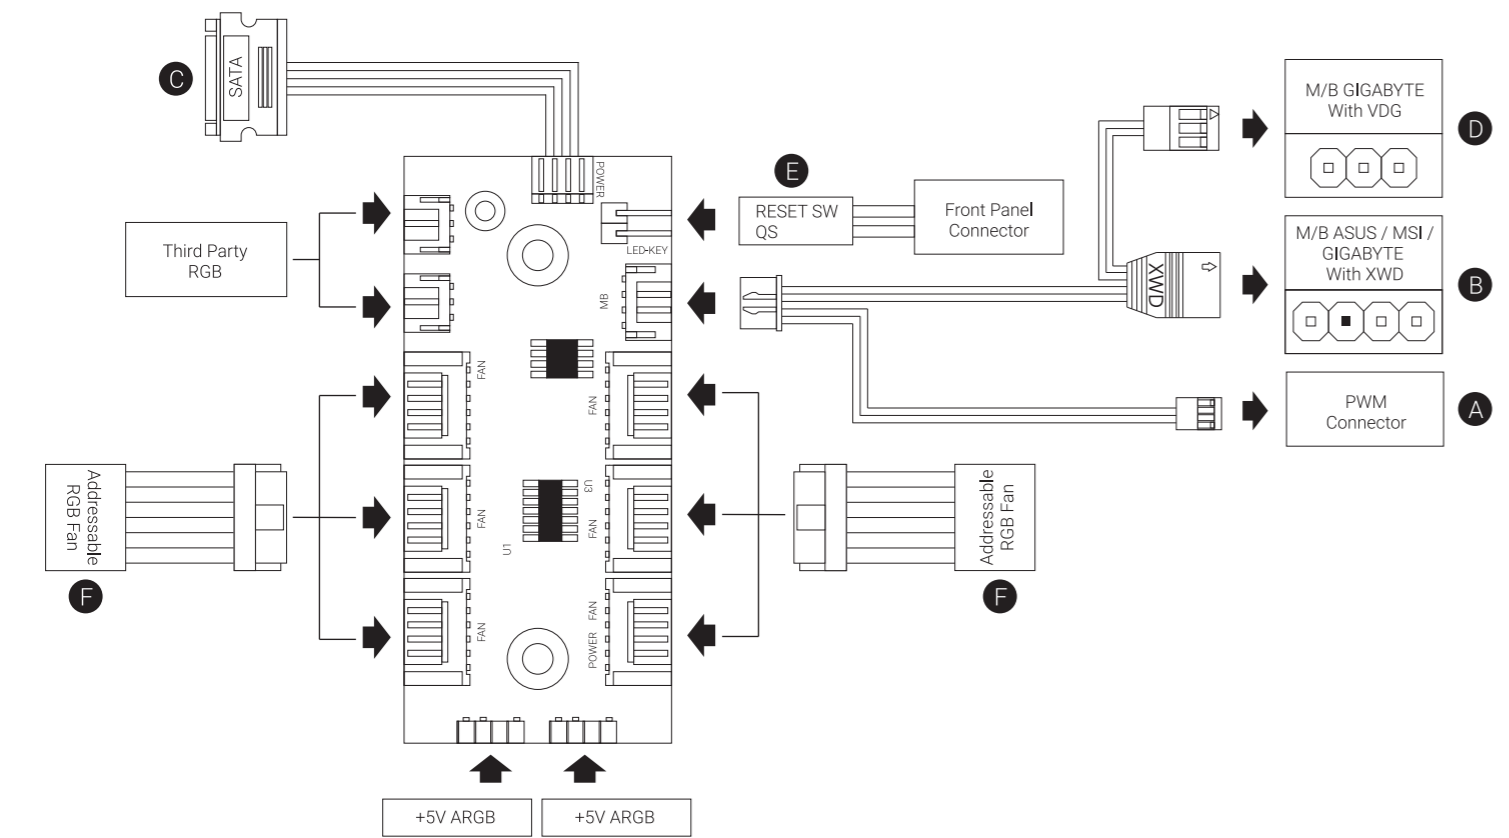 C
SATA
POWER
E
RESET SW
QS
Front Panel
Connector
LED-KEY
M/B GIGABYTE
With VDG
D
Third Party
RGB
MB
XWD
M/B ASUS / MSI /
GIGABYTE
With XWD
B
PWM
Connector
A
FAN
FAN
Addressable
RGB Fan
F
FAN
U1
U3
FAN
Addressable
RGB Fan
F
FAN
FAN
POWER
+5V ARGB
+5V ARGB